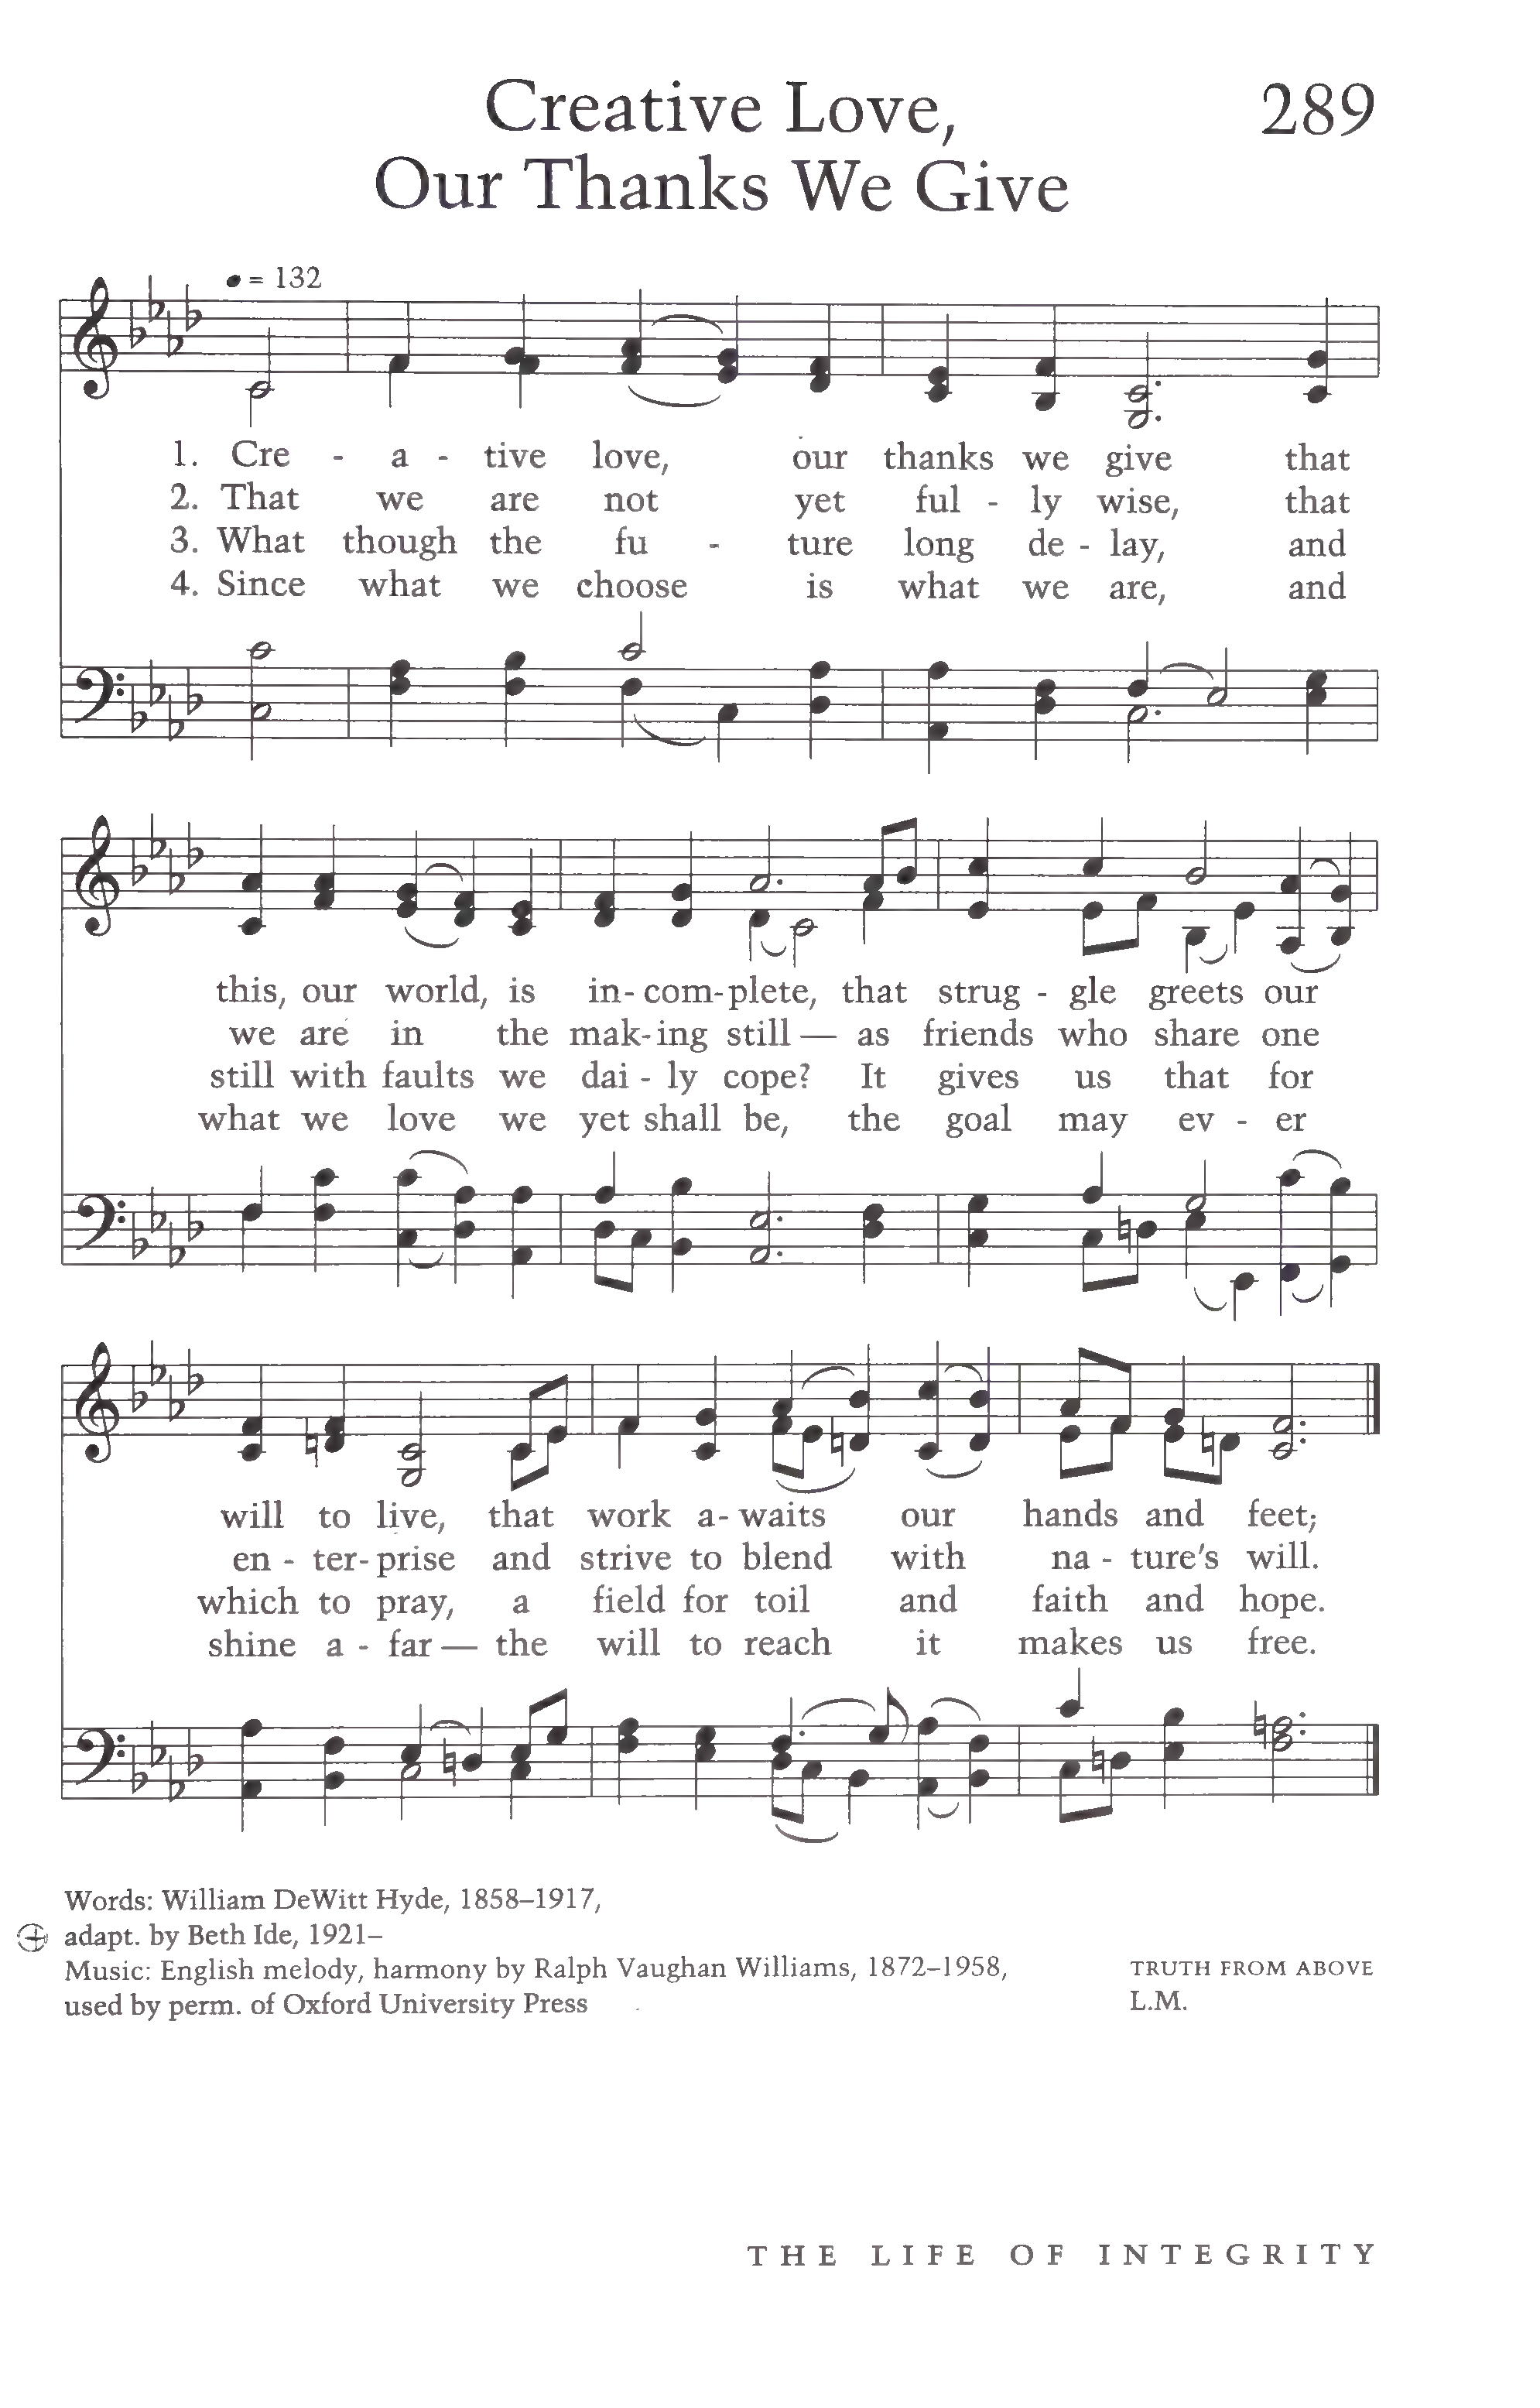 Creative Love, 289
Our Thanks We Give
= 132
1. Cre - a - tive love, our thanks we give that
2. That we are not yet ful - ly wise, that
3. What though the fu - ture long de - lay, and
4. Since what we choose is what we are, and
this, our world, is in - com - plete, that strug - gle greets our
we are in the mak - ing still — as friends who share one
still with faults we dai - ly cope? It gives us that for
what we love we yet shall be, the goal may ev - er
will to live, that work a - waits our hands and feet;
en - ter - prise and strive to blend with na - ture's will.
which to pray, a field for toil and faith and hope.
shine a - far — the will to reach it makes us free.
Words: William DeWitt Hyde, 1858–1917,
adapt. by Beth Ide, 1921–
Music: English melody, harmony by Ralph Vaughan Williams, 1872–1958, TRUTH FROM ABOVE
used by perm. of Oxford University Press L.M.
THE LIFE OF INTEGRITY